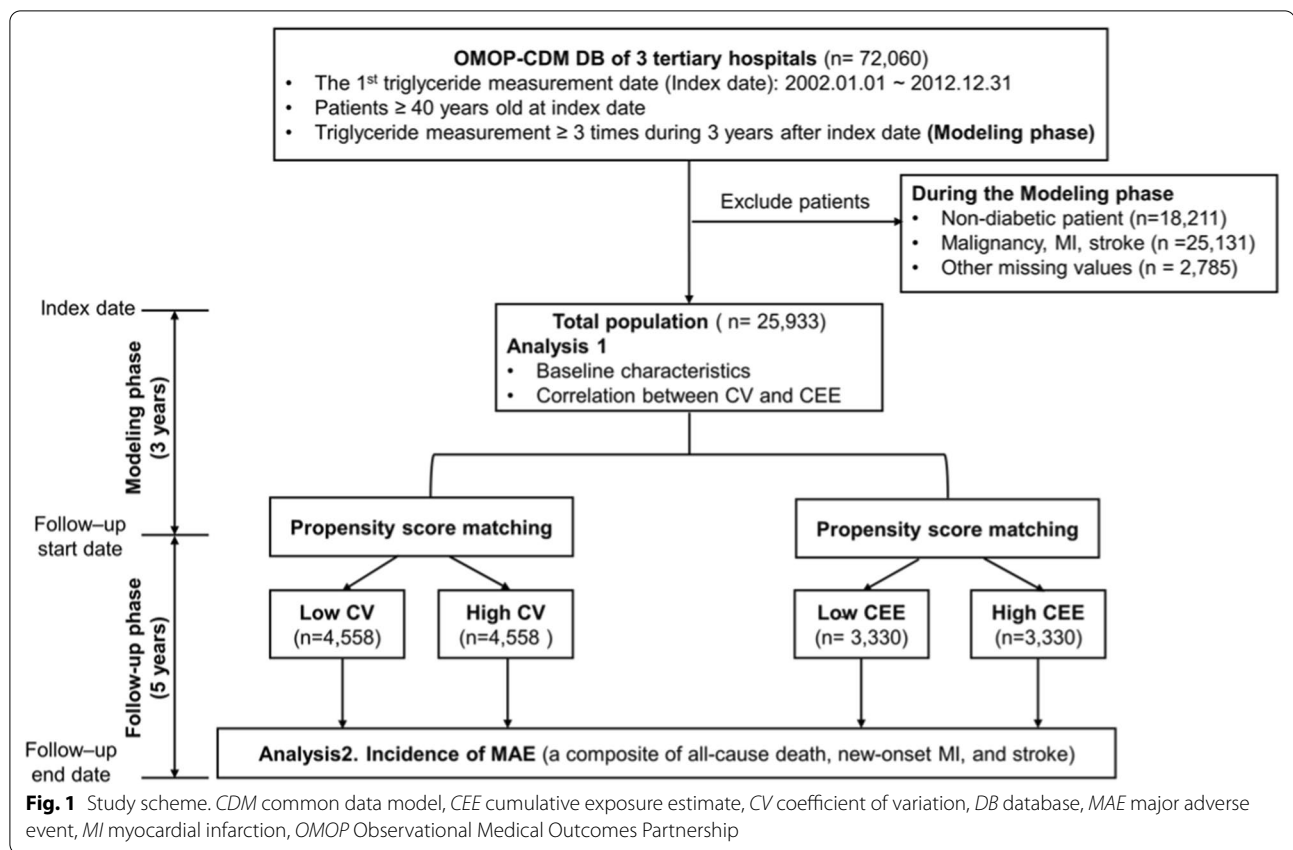 OMOP-CDM DB of 3 tertiary hospitals (n= 72,060)
• The 1st triglyceride measurement date (Index date): 2002.01.01 ~ 2012.12.31
• Patients ≥ 40 years old at index date
• Triglyceride measurement ≥ 3 times during 3 years after index date (Modeling phase)
Exclude patients
During the Modeling phase
• Non-diabetic patient (n=18,211)
• Malignancy, MI, stroke (n =25,131)
• Other missing values (n = 2,785)
Index date
Modeling phase
(3 years)
Total population ( n= 25,933)
Analysis 1
• Baseline characteristics
• Correlation between CV and CEE
Follow–up
start date
Propensity score matching
Propensity score matching
Follow-up phase
(5 years)
Low CV
(n=4,558)
High CV
(n=4,558 )
Low CEE
(n= 3,330)
High CEE
(n=3,330)
Follow–up
end date
Analysis2. Incidence of MAE (a composite of all-cause death, new-onset MI, and stroke)
Fig. 1 Study scheme. CDM common data model, CEE cumulative exposure estimate, CV coefficient of variation, DB database, MAE major adverse
event, MI myocardial infarction, OMOP Observational Medical Outcomes Partnership